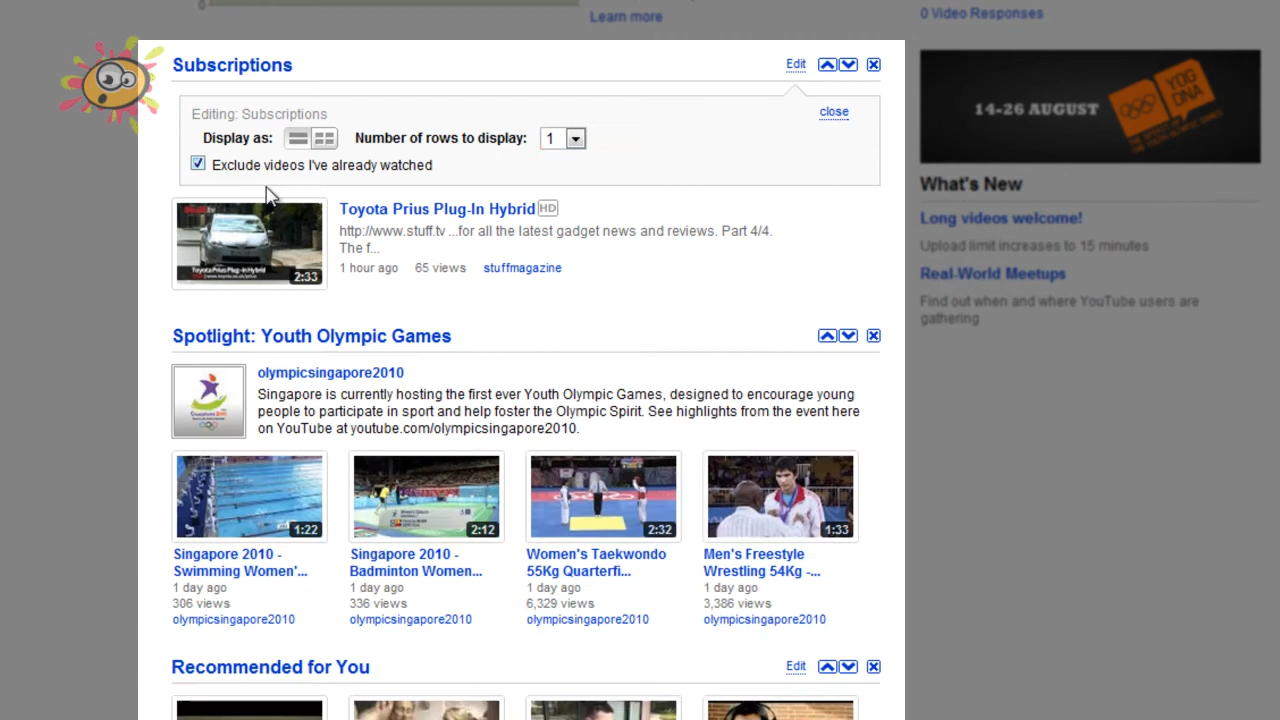 0
Learn more
0 Video Responses
Subscriptions
Edit
Editing: Subscriptions
close
Display as:
Number of rows to display:
1
Exclude videos I've already watched
Toyota Prius Plug-In Hybrid HD
http://www.stuff.tv ...for all the latest gadget news and reviews. Part 4/4.
The f...
1 hour ago 65 views stuffmagazine
Toyota Prius Plug-in Hybrid
2:33
14-26 AUGUST
YOG
DNA
What's New
Long videos welcome!
Upload limit increases to 15 minutes
Real-World Meetups
Find out when and where YouTube users are
gathering
Spotlight: Youth Olympic Games
olympicsingapore2010
Singapore is currently hosting the first ever Youth Olympic Games, designed to encourage young
people to participate in sport and help foster the Olympic Spirit. See highlights from the event here
on YouTube at youtube.com/olympicsingapore2010.
1:22
2:12
2:32
1:33
Singapore 2010 -
Swimming Women'...
1 day ago
306 views
olympicsingapore2010
Singapore 2010 -
Badminton Women...
1 day ago
336 views
olympicsingapore2010
Women's Taekwondo
55Kg Quarterfi...
1 day ago
6,329 views
olympicsingapore2010
Men's Freestyle
Wrestling 54Kg -...
1 day ago
3,386 views
olympicsingapore2010
Recommended for You
Edit